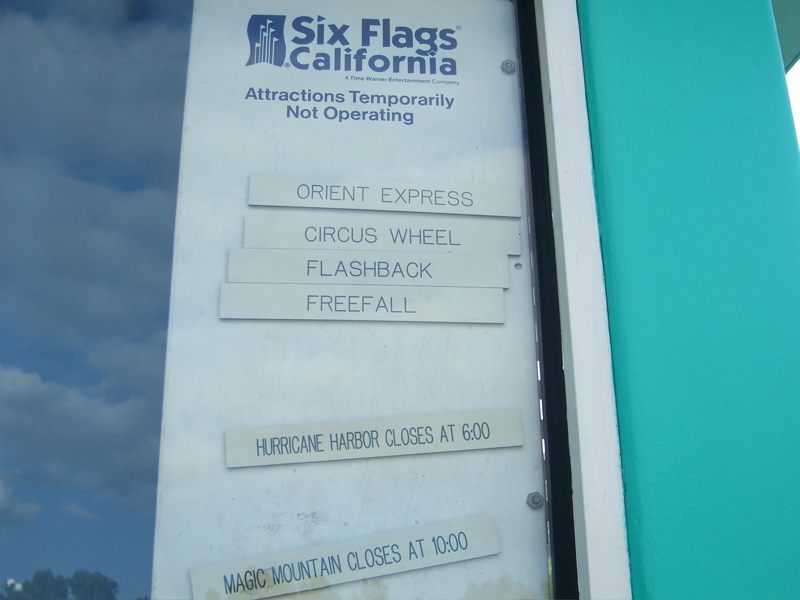 Six Flags®
California
A Time Warner Entertainment Company
Attractions Temporarily
Not Operating
ORIENT EXPRESS
CIRCUS WHEEL
FLASHBACK
FREEFALL
HURRICANE HARBOR CLOSES AT 6:00
MAGIC MOUNTAIN CLOSES AT 10:00